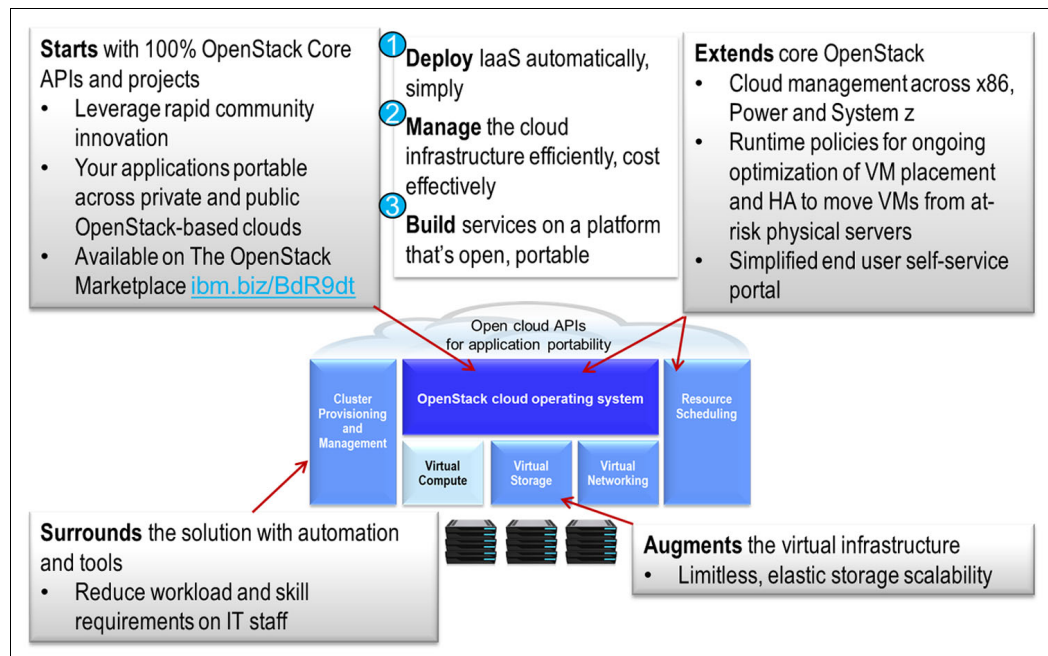 Starts with 100% OpenStack Core
APIs and projects
• Leverage rapid community
innovation
• Your applications portable
across private and public
OpenStack-based clouds
• Available on The OpenStack
Marketplace ibm.biz/BdR9dt
1
Deploy IaaS automatically,
simply
2
Manage the cloud
infrastructure efficiently, cost
effectively
3
Build services on a platform
that's open, portable
Extends core OpenStack
• Cloud management across x86,
Power and System z
• Runtime policies for ongoing
optimization of VM placement
and HA to move VMs from at-
risk physical servers
• Simplified end user self-service
portal
Open cloud APIs
for application portability
Cluster
Provisioning
and
Management
OpenStack cloud operating system
Resource
Scheduling
Virtual
Compute
Virtual
Storage
Virtual
Networking
Surrounds the solution with automation
and tools
• Reduce workload and skill
requirements on IT staff
Augments the virtual infrastructure
• Limitless, elastic storage scalability